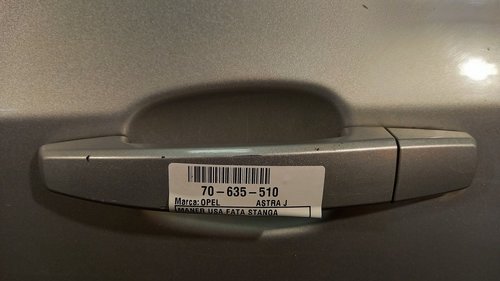 70-635-510
Marca: OPEL ASTRA J
MANER USA FATA STANGA